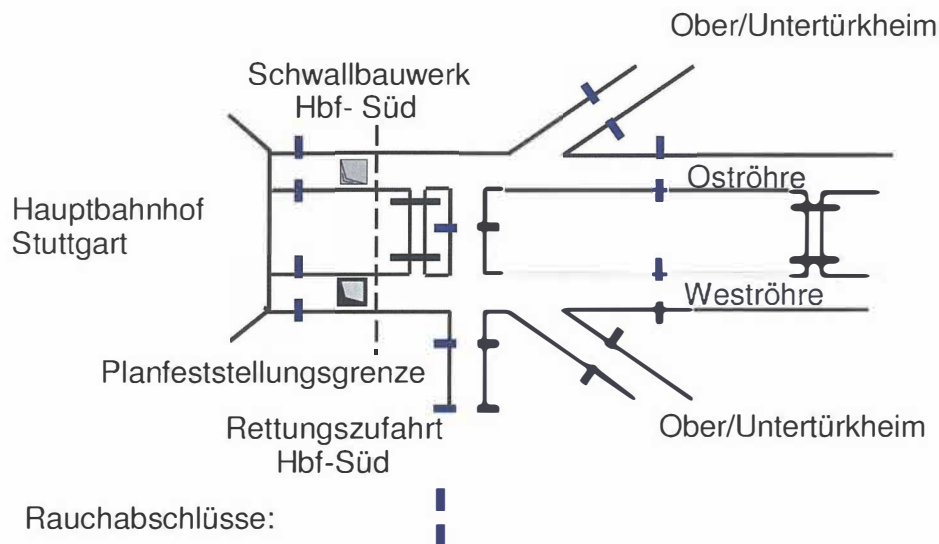 Ober/Untertürkheim
Schwallbauwerk
Hbf- Süd
Oströhre
Hauptbahnhof
Stuttgart
Weströhre
Planfeststellungsgrenze
Rettungszufahrt
Hbf-Süd
Ober/Untertürkheim
Rauchabschlüsse: